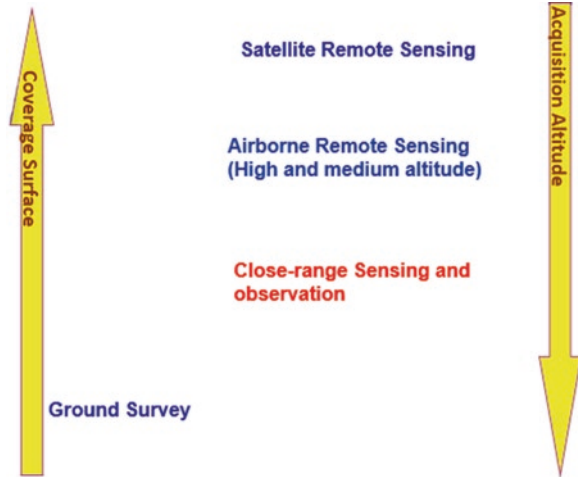 Coverage Surface
Satellite Remote Sensing
Acquisition Altitude
Airborne Remote Sensing
(High and medium altitude)
Close-range Sensing and
observation
Ground Survey